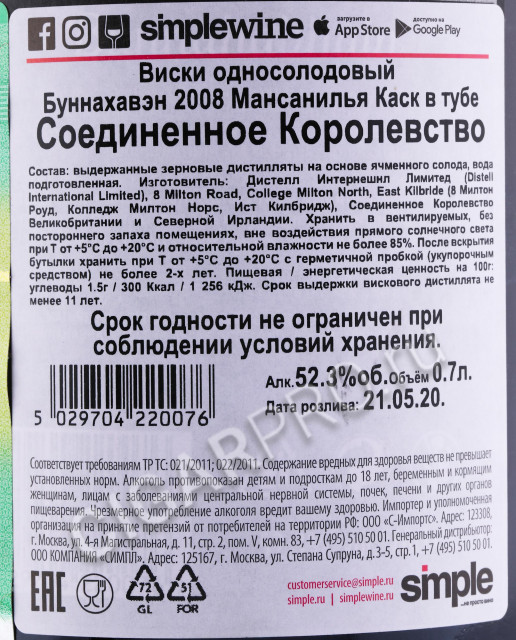 simplewine
загрузите в
App Store
доступно на
Google Play
Виски односолодовый
Буннахавэн 2008 Мансанилья Каск в тубе
Соединенное Королевство
Состав: выдержанные зерновые дистилляты на основе ячменного солода, вода
подготовленная. Изготовитель: Дистелл Интернешнл Лимитед (Distell
International Limited), 8 Milton Road, College Milton North, East Kilbride (8 Милтон
Роуд, Колледж Милтон Норс, Ист Килбридж), Соединенное Королевство
Великобритании и Северной Ирландии. Хранить в вентилируемых, без
постороннего запаха помещениях, вне воздействия прямого солнечного света
при Т от +5°С до +20°С и относительной влажности не более 85%. После вскрытия
бутылки хранить при Т от +5°С до +20°С с герметичной пробкой (укупорочным
средством) не более 2-х лет. Пищевая / энергетическая ценность на 100г:
углеводы 1.5г / 300 Ккал / 1 256 кДж. Срок выдержки вискового дистиллята не
менее 11 лет.
Срок годности не ограничен при
соблюдении условий хранения.
Алк. 52.3%об. Объём 0.7л.
Дата розлива: 21.05.20.
5 029704 220076
CIGARPRO.ru
Соответствует требованиям ТР ТС: 021/2011; 022/2011. Содержание вредных для здоровья веществ не превышает
установленных норм. Алкоголь противопоказан детям и подросткам до 18 лет, беременным и кормящим
женщинам, лицам с заболеваниями центральной нервной системы, почек, печени и других органов
пищеварения. Чрезмерное употребление алкоголя вредит вашему здоровью. Импортер и уполномоченная
организация на принятие претензий от потребителей на территории РФ: ООО «С-Импортс». Адрес: 123308,
г. Москва, ул. 4-я Магистральная, д. 11, стр. 2, пом. V, комн. 83, +7 (495) 510 50 01. Генеральный дистрибьютор:
ООО КОМПАНИЯ «СИМПЛ». Адрес: 125167, г. Москва, ул. Степана Супруна, д. 3-5, стр. 1, +7 (495) 510 50 01.
EAC
72
GL
51
FOR
customerservice@simple.ru
simple.ru | simplewine.ru
simple
...не просто вино